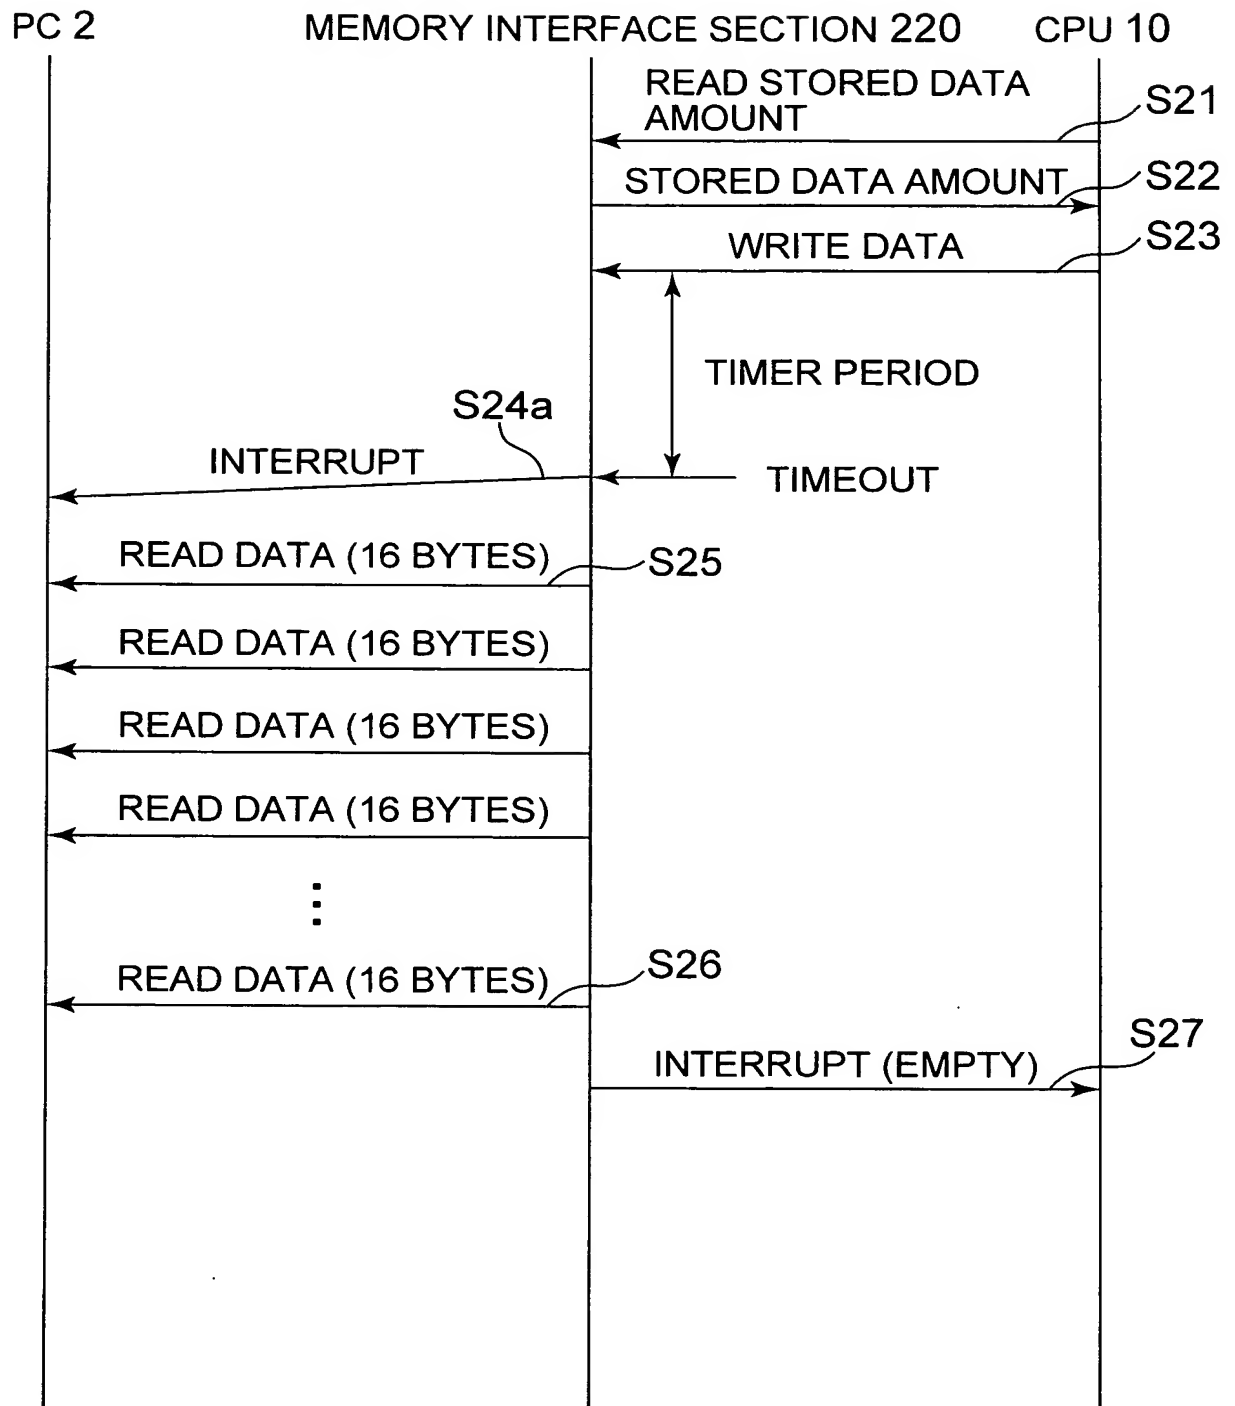 PC 2
MEMORY INTERFACE SECTION 220
CPU 10
READ STORED DATA
AMOUNT
S21
STORED DATA AMOUNT
S22
WRITE DATA
S23
TIMER PERIOD
S24a
INTERRUPT
TIMEOUT
READ DATA (16 BYTES)
S25
READ DATA (16 BYTES)
READ DATA (16 BYTES)
READ DATA (16 BYTES)
READ DATA (16 BYTES)
S26
INTERRUPT (EMPTY)
S27